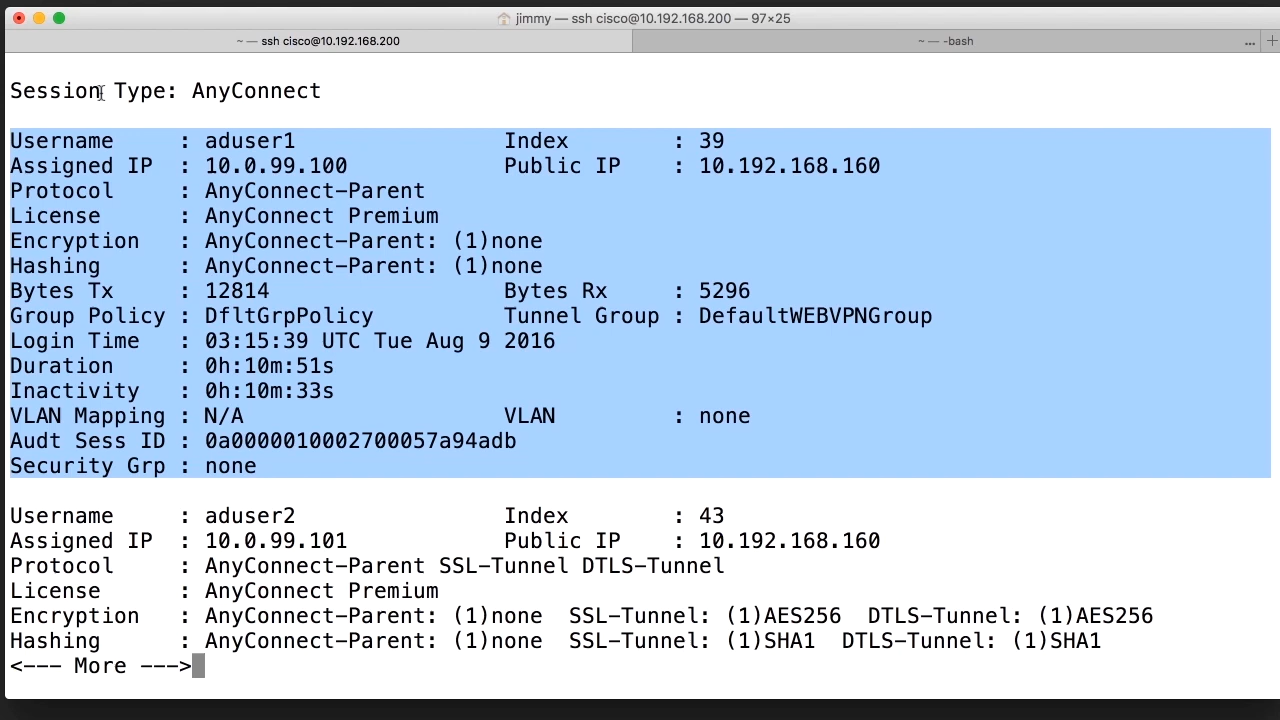 jimmy — ssh cisco@10.192.168.200 — 97×25
~ — ssh cisco@10.192.168.200 ~ — -bash ... +
Session Type: AnyConnect
Username : aduser1 Index : 39
Assigned IP : 10.0.99.100 Public IP : 10.192.168.160
Protocol : AnyConnect-Parent
License : AnyConnect Premium
Encryption : AnyConnect-Parent: (1)none
Hashing : AnyConnect-Parent: (1)none
Bytes Tx : 12814 Bytes Rx : 5296
Group Policy : DfltGrpPolicy Tunnel Group : DefaultWEBVPNGroup
Login Time : 03:15:39 UTC Tue Aug 9 2016
Duration : 0h:10m:51s
Inactivity : 0h:10m:33s
VLAN Mapping : N/A VLAN : none
Audt Sess ID : 0a0000010002700057a94adb
Security Grp : none
Username : aduser2 Index : 43
Assigned IP : 10.0.99.101 Public IP : 10.192.168.160
Protocol : AnyConnect-Parent SSL-Tunnel DTLS-Tunnel
License : AnyConnect Premium
Encryption : AnyConnect-Parent: (1)none SSL-Tunnel: (1)AES256 DTLS-Tunnel: (1)AES256
Hashing : AnyConnect-Parent: (1)none SSL-Tunnel: (1)SHA1 DTLS-Tunnel: (1)SHA1
<--- More --->